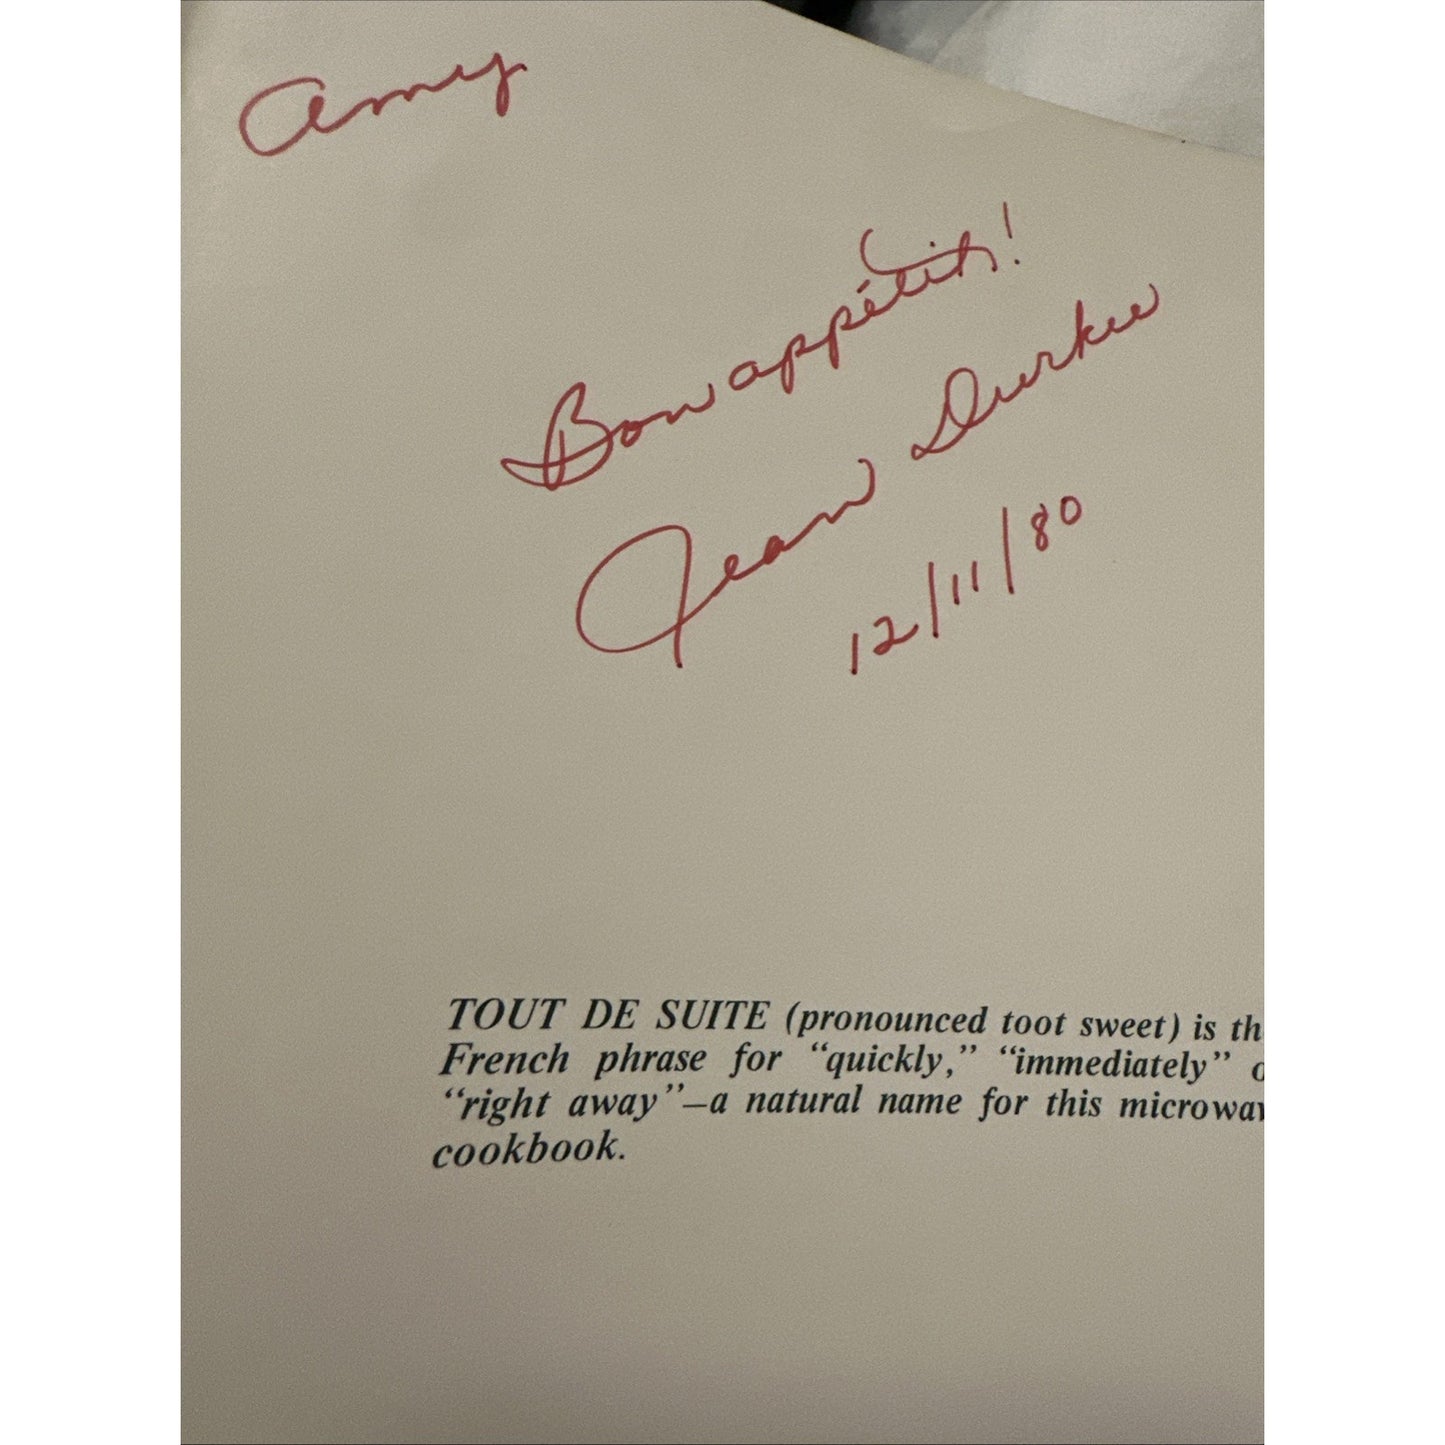 Amy
Bon appétit!
Jean Durkee
12/11/80
TOUT DE SUITE (pronounced toot sweet) is th
French phrase for “quickly,” “immediately” o
“right away”—a natural name for this microwav
cookbook.